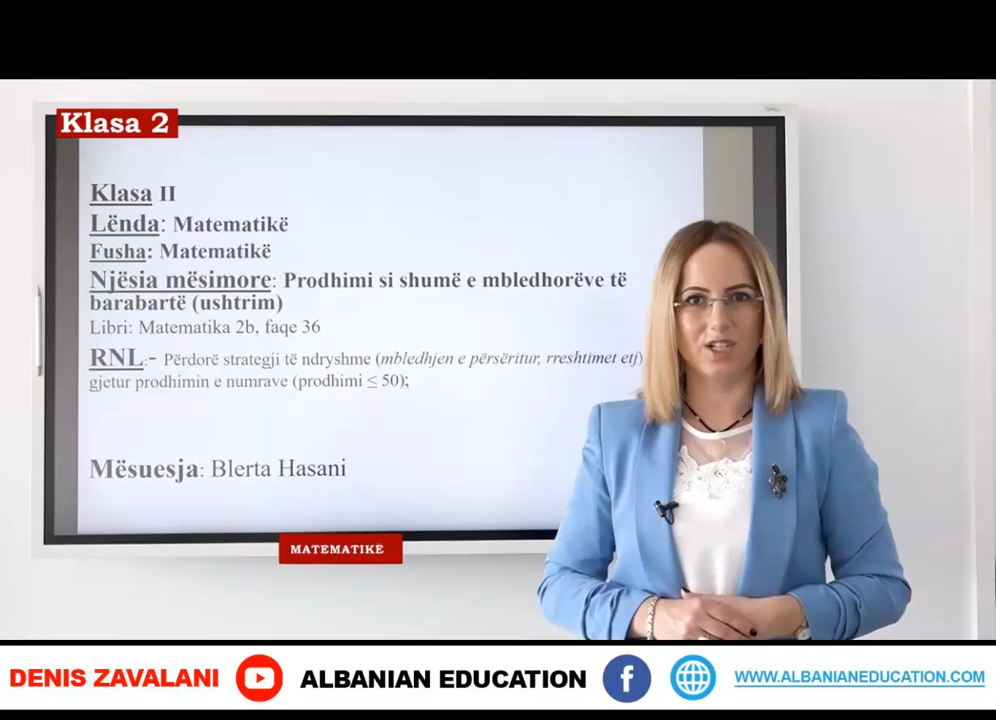 Klasa 2
Klasa II
Lënda: Matematikë
Fusha: Matematikë
Njësia mësimore: Prodhimi si shumë e mbledhorëve të
barabartë (ushtrim)
Libri: Matematika 2b, faqe 36
RNL:- Përdorë strategji të ndryshme (mbledhjen e përsëritur, rreshtimet etj)
gjetur prodhimin e numrave (prodhimi ≤ 50);
Mësuesja: Blerta Hasani
MATEMATIKË
DENIS ZAVALANI ALBANIAN EDUCATION WWW.ALBANIANEDUCATION.COM